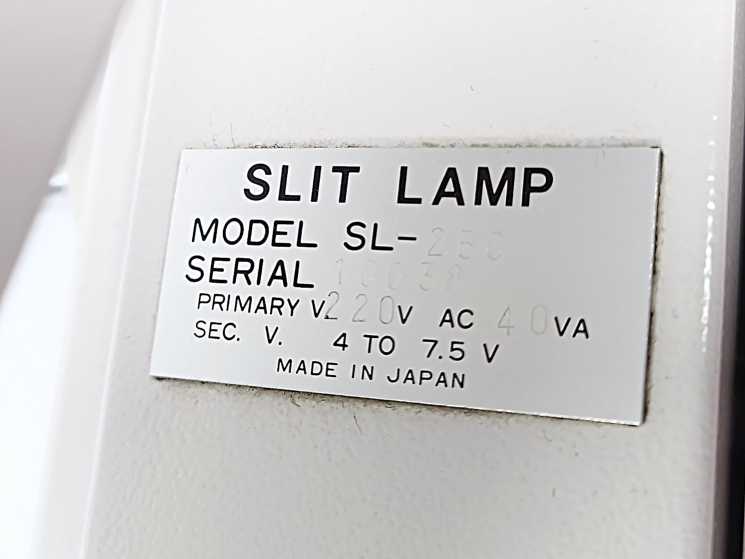 SLIT LAMP
MODEL SL-
SERIAL
PRIMARY V. 220V AC 40VA
SEC. V. 4 TO 7.5 V
MADE IN JAPAN